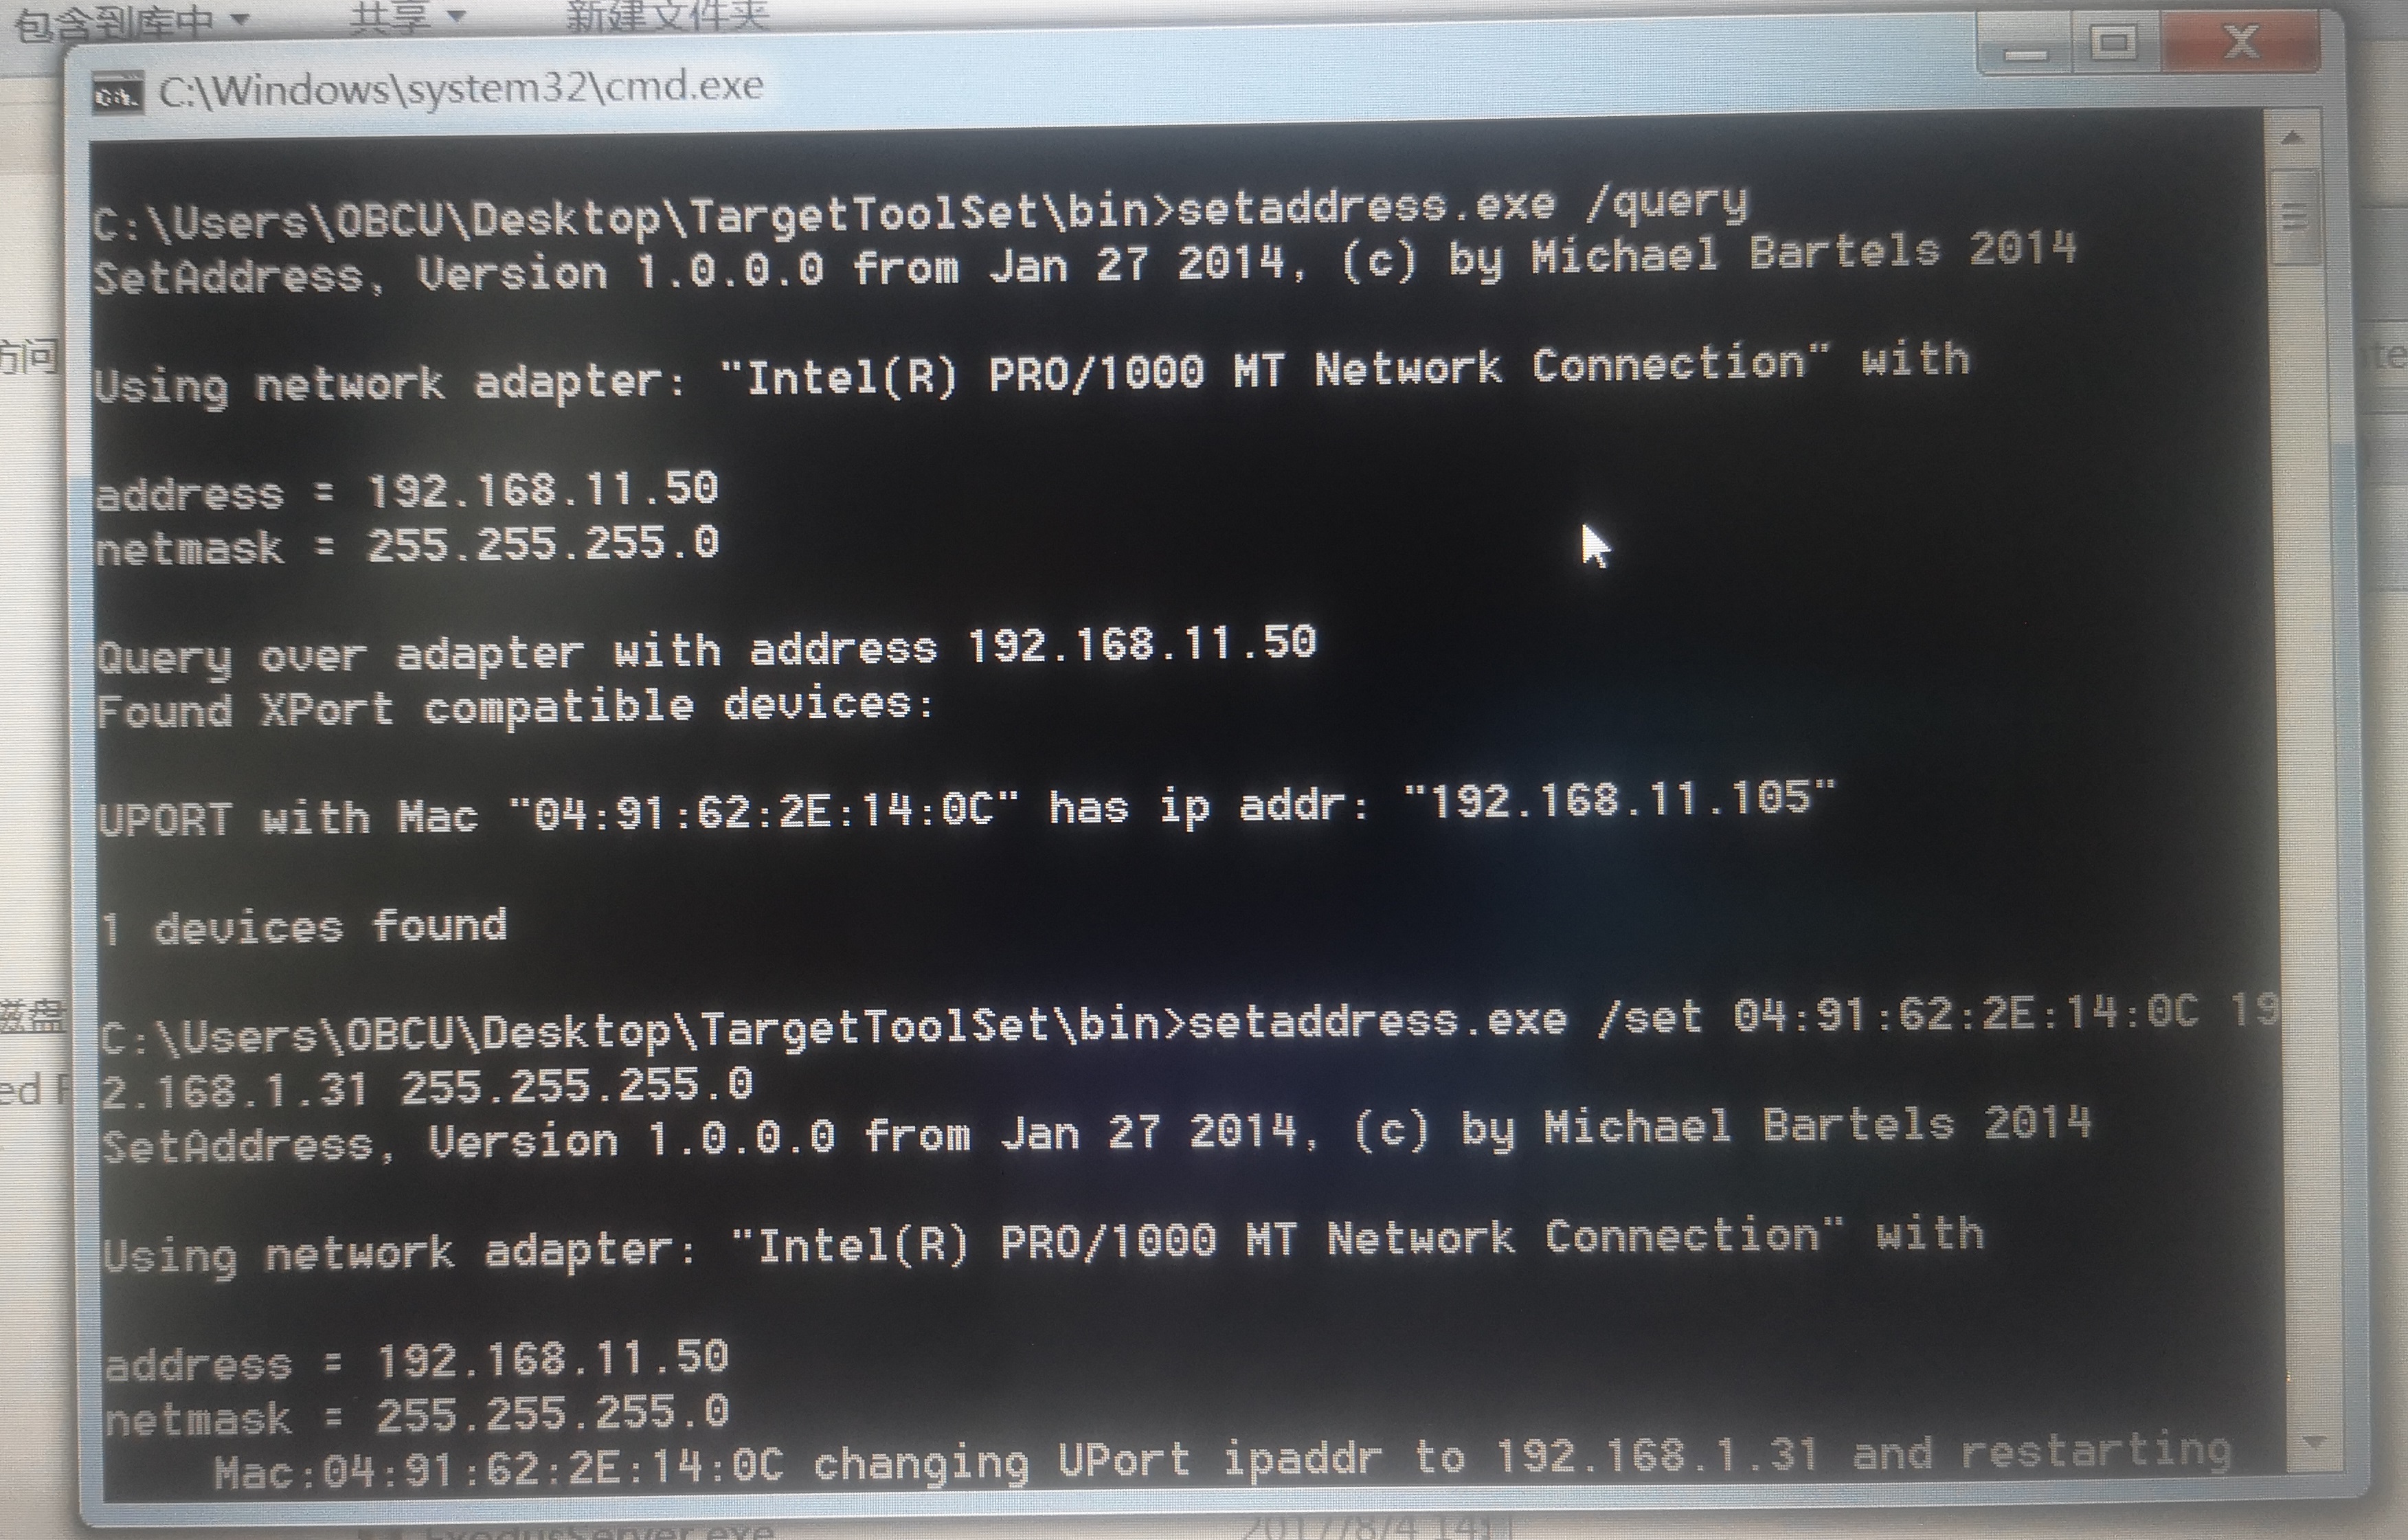 包含到库中 共享 新建文件夹
C:\Windows\system32\cmd.exe
C:\Users\OBCU\Desktop\TargetToolSet\bin>setaddress.exe /query
SetAddress, Version 1.0.0.0 from Jan 27 2014, (c) by Michael Bartels 2014
访问
Using network adapter: "Intel(R) PRO/1000 MT Network Connection" with
address = 192.168.11.50
netmask = 255.255.255.0
Query over adapter with address 192.168.11.50
Found XPort compatible devices:
UPORT with Mac "04:91:62:2E:14:0C" has ip addr: "192.168.11.105"
1 devices found
磁盘
C:\Users\OBCU\Desktop\TargetToolSet\bin>setaddress.exe /set 04:91:62:2E:14:0C 19
2.168.1.31 255.255.255.0
SetAddress, Version 1.0.0.0 from Jan 27 2014, (c) by Michael Bartels 2014
Using network adapter: "Intel(R) PRO/1000 MT Network Connection" with
address = 192.168.11.50
netmask = 255.255.255.0
Mac:04:91:62:2E:14:0C changing UPort ipaddr to 192.168.1.31 and restarting